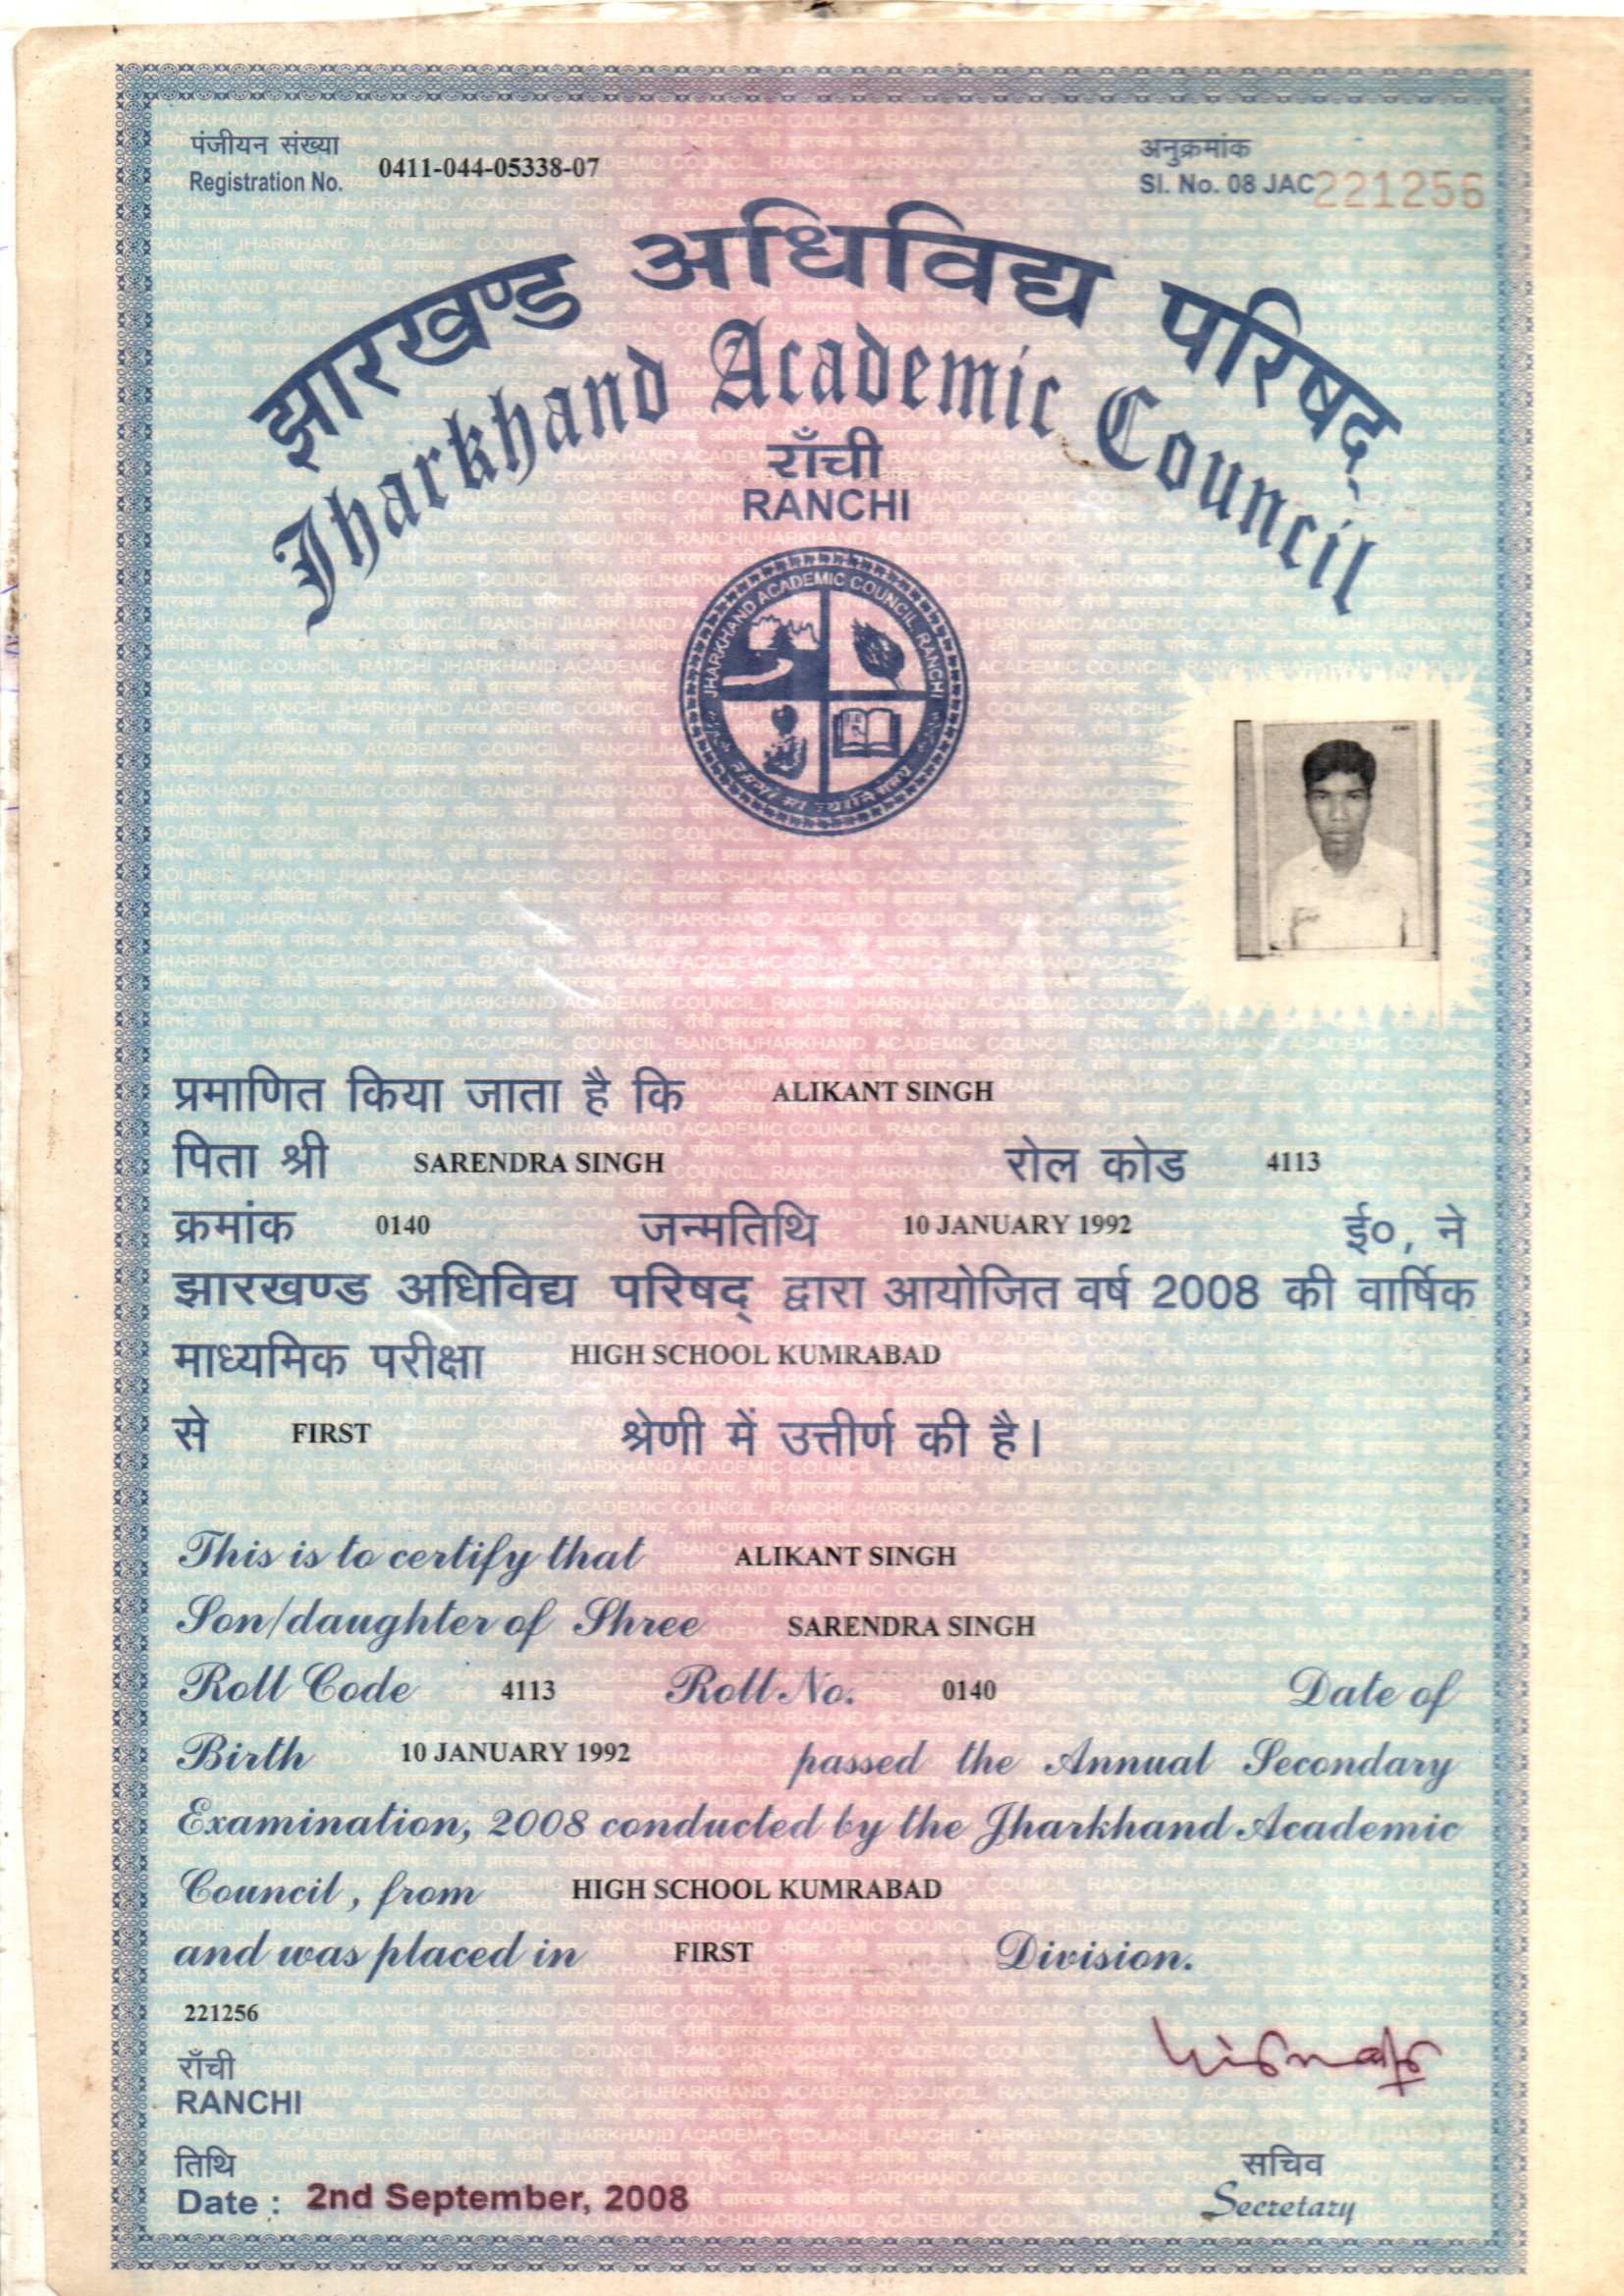 पंजीयन संख्या
Registration No. 0411-044-05338-07
अनुक्रमांक
Sl. No. 08 JAC 221256
झारखण्ड अधिविद्य परिषद्
Jharkhand Academic Council
राँची
RANCHI
JHARKHAND ACADEMIC COUNCIL RANCHI
प्रमाणित किया जाता है कि ALIKANT SINGH
पिता श्री SARENDRA SINGH रोल कोड 4113
क्रमांक 0140 जन्मतिथि 10 JANUARY 1992 ई०, ने
झारखण्ड अधिविद्य परिषद् द्वारा आयोजित वर्ष 2008 की वार्षिक
माध्यमिक परीक्षा HIGH SCHOOL KUMRABAD
से FIRST श्रेणी में उत्तीर्ण की है।
This is to certify that ALIKANT SINGH
Son/daughter of Shree SARENDRA SINGH
Roll Code 4113 Roll No. 0140 Date of
Birth 10 JANUARY 1992 passed the Annual Secondary
Examination, 2008 conducted by the Jharkhand Academic
Council, from HIGH SCHOOL KUMRABAD
and was placed in FIRST Division.
221256
राँची
RANCHI
तिथि
Date : 2nd September, 2008
सचिव
Secretary